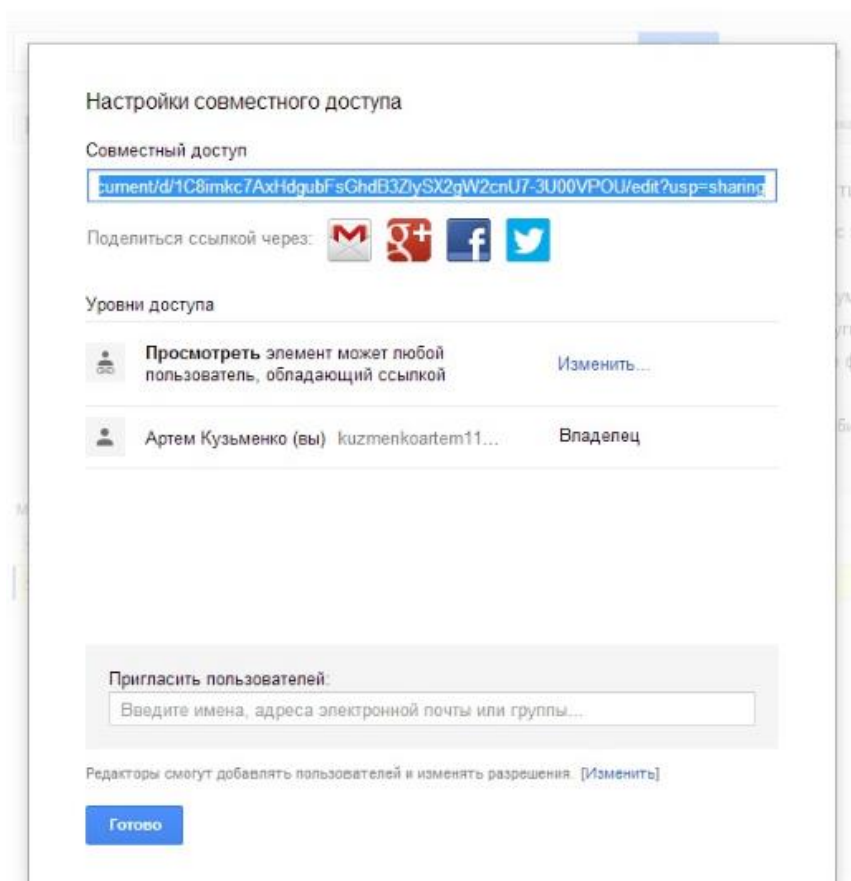 Настройки совместного доступа
Совместный доступ
cument/d/1C8imkc7AxHdgubFsGhdB3ZlySX2gW2cnU7-3U00VPOU/edit?usp=sharing
Поделиться ссылкой через:
Уровни доступа
Просмотреть элемент может любой
пользователь, обладающий ссылкой
Изменить...
Артем Кузьменко (вы) kuzmenkoartem11... Владелец
Пригласить пользователей:
Введите имена, адреса электронной почты или группы...
Редакторы смогут добавлять пользователей и изменять разрешения. [Изменить]
Готово